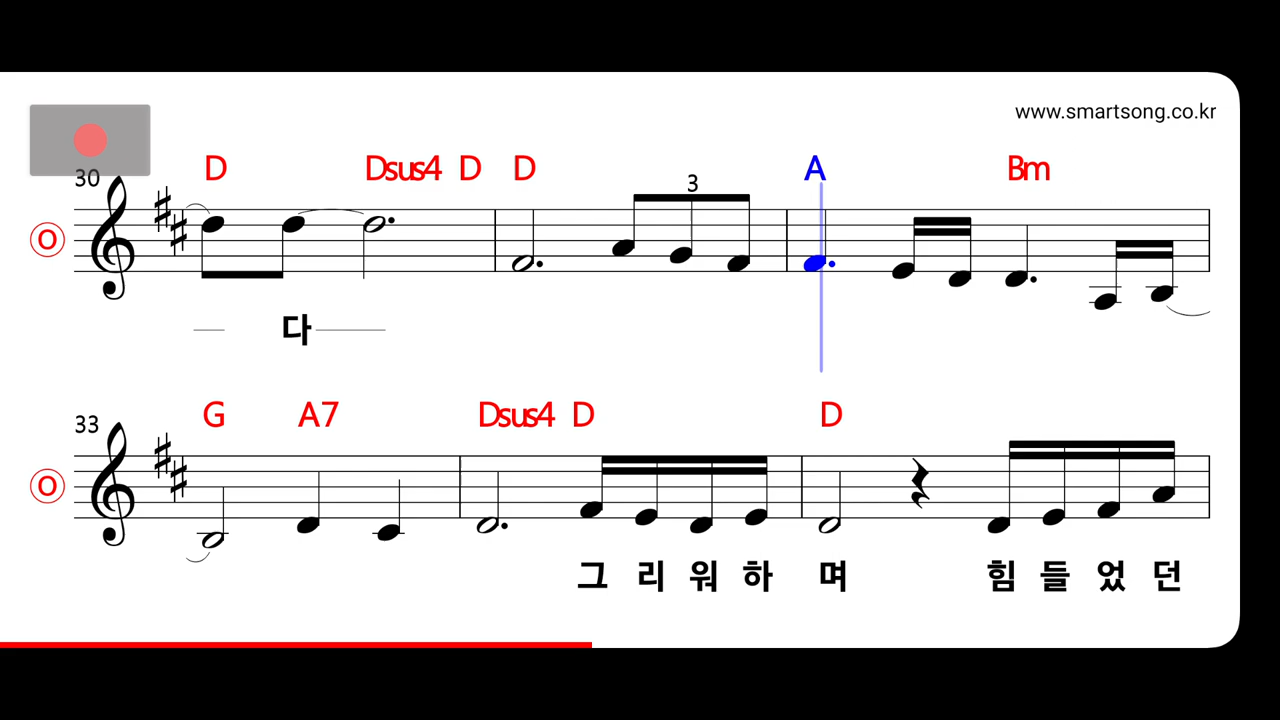 www.smartsong.co.kr
D Dsus4 D D A Bm
30 3
O
다
G A7 Dsus4 D D
33
O
그 리 워 하 며 힘 들 었 던